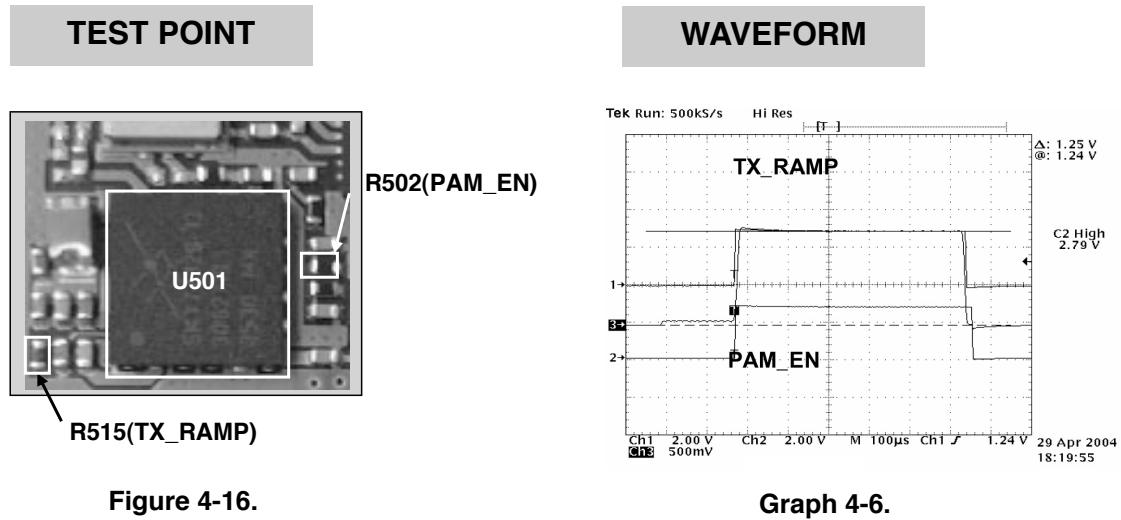 TEST POINT
WAVEFORM
R502(PAM_EN)
U501
R515(TX_RAMP)
Figure 4-16.
Tek Run: 500kS/s Hi Res
[T ]
Δ: 1.25 V
@: 1.24 V
TX_RAMP
C2 High
2.79 V
1
T
3
2
PAM_EN
Ch1 2.00 V Ch2 2.00 V M 100µs Ch1 1.24 V
Ch3 500mV
29 Apr 2004
18:19:55
Graph 4-6.